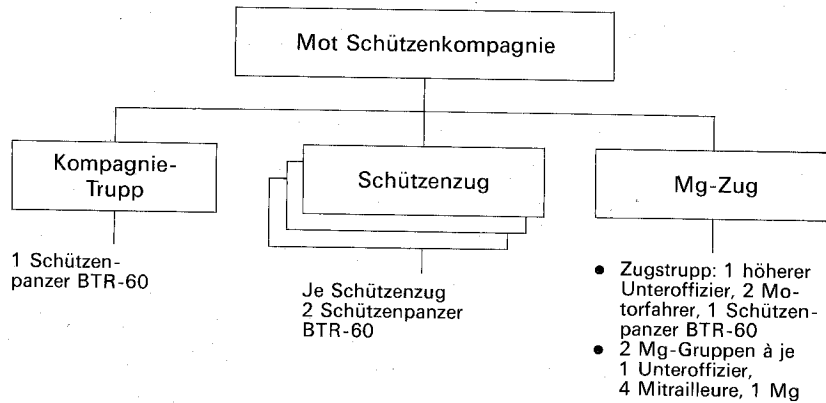 Mot Schützenkompagnie
Kompagnie-
Trupp
Schützenzug
Mg-Zug
1 Schützen-
panzer BTR-60
Je Schützenzug
2 Schützenpanzer
BTR-60
• Zugstrupp: 1 höherer
Unteroffizier, 2 Mo-
torfahrer, 1 Schützen-
panzer BTR-60
• 2 Mg-Gruppen à je
1 Unteroffizier,
4 Mitrailleure, 1 Mg